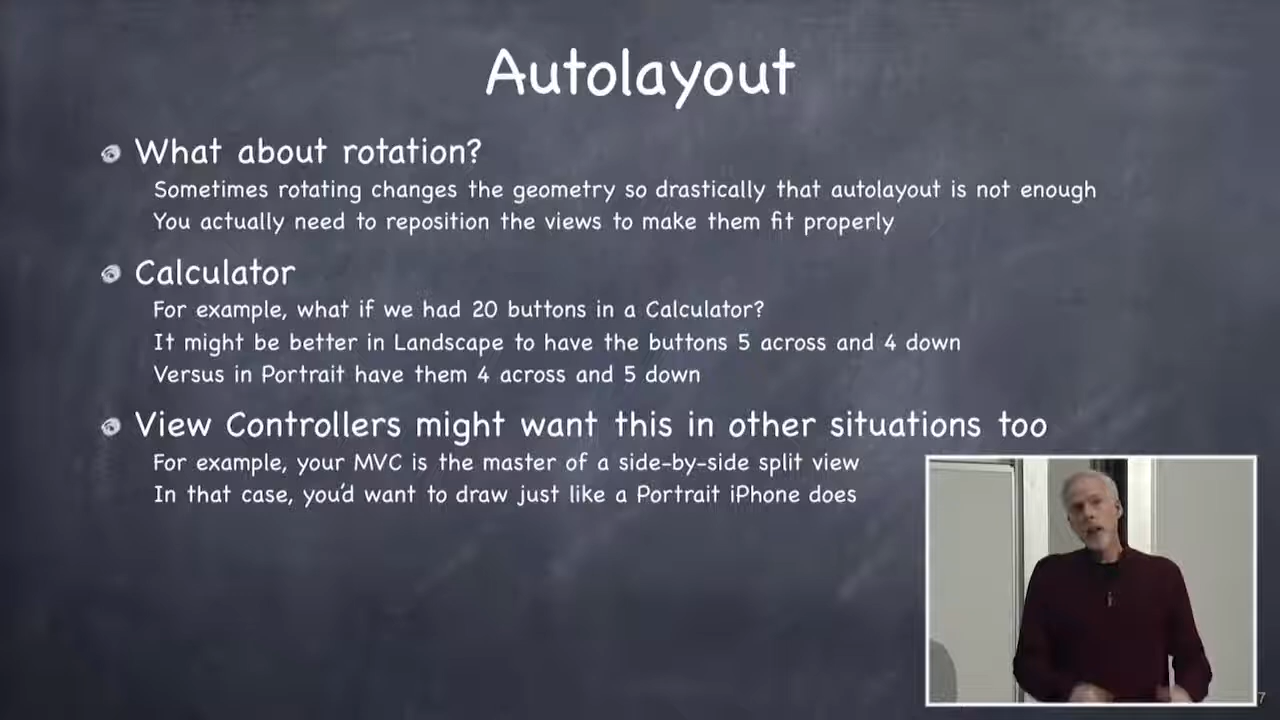 Autolayout
What about rotation?
Sometimes rotating changes the geometry so drastically that autolayout is not enough
You actually need to reposition the views to make them fit properly
Calculator
For example, what if we had 20 buttons in a Calculator?
It might be better in Landscape to have the buttons 5 across and 4 down
Versus in Portrait have them 4 across and 5 down
View Controllers might want this in other situations too
For example, your MVC is the master of a side-by-side split view
In that case, you'd want to draw just like a Portrait iPhone does
7